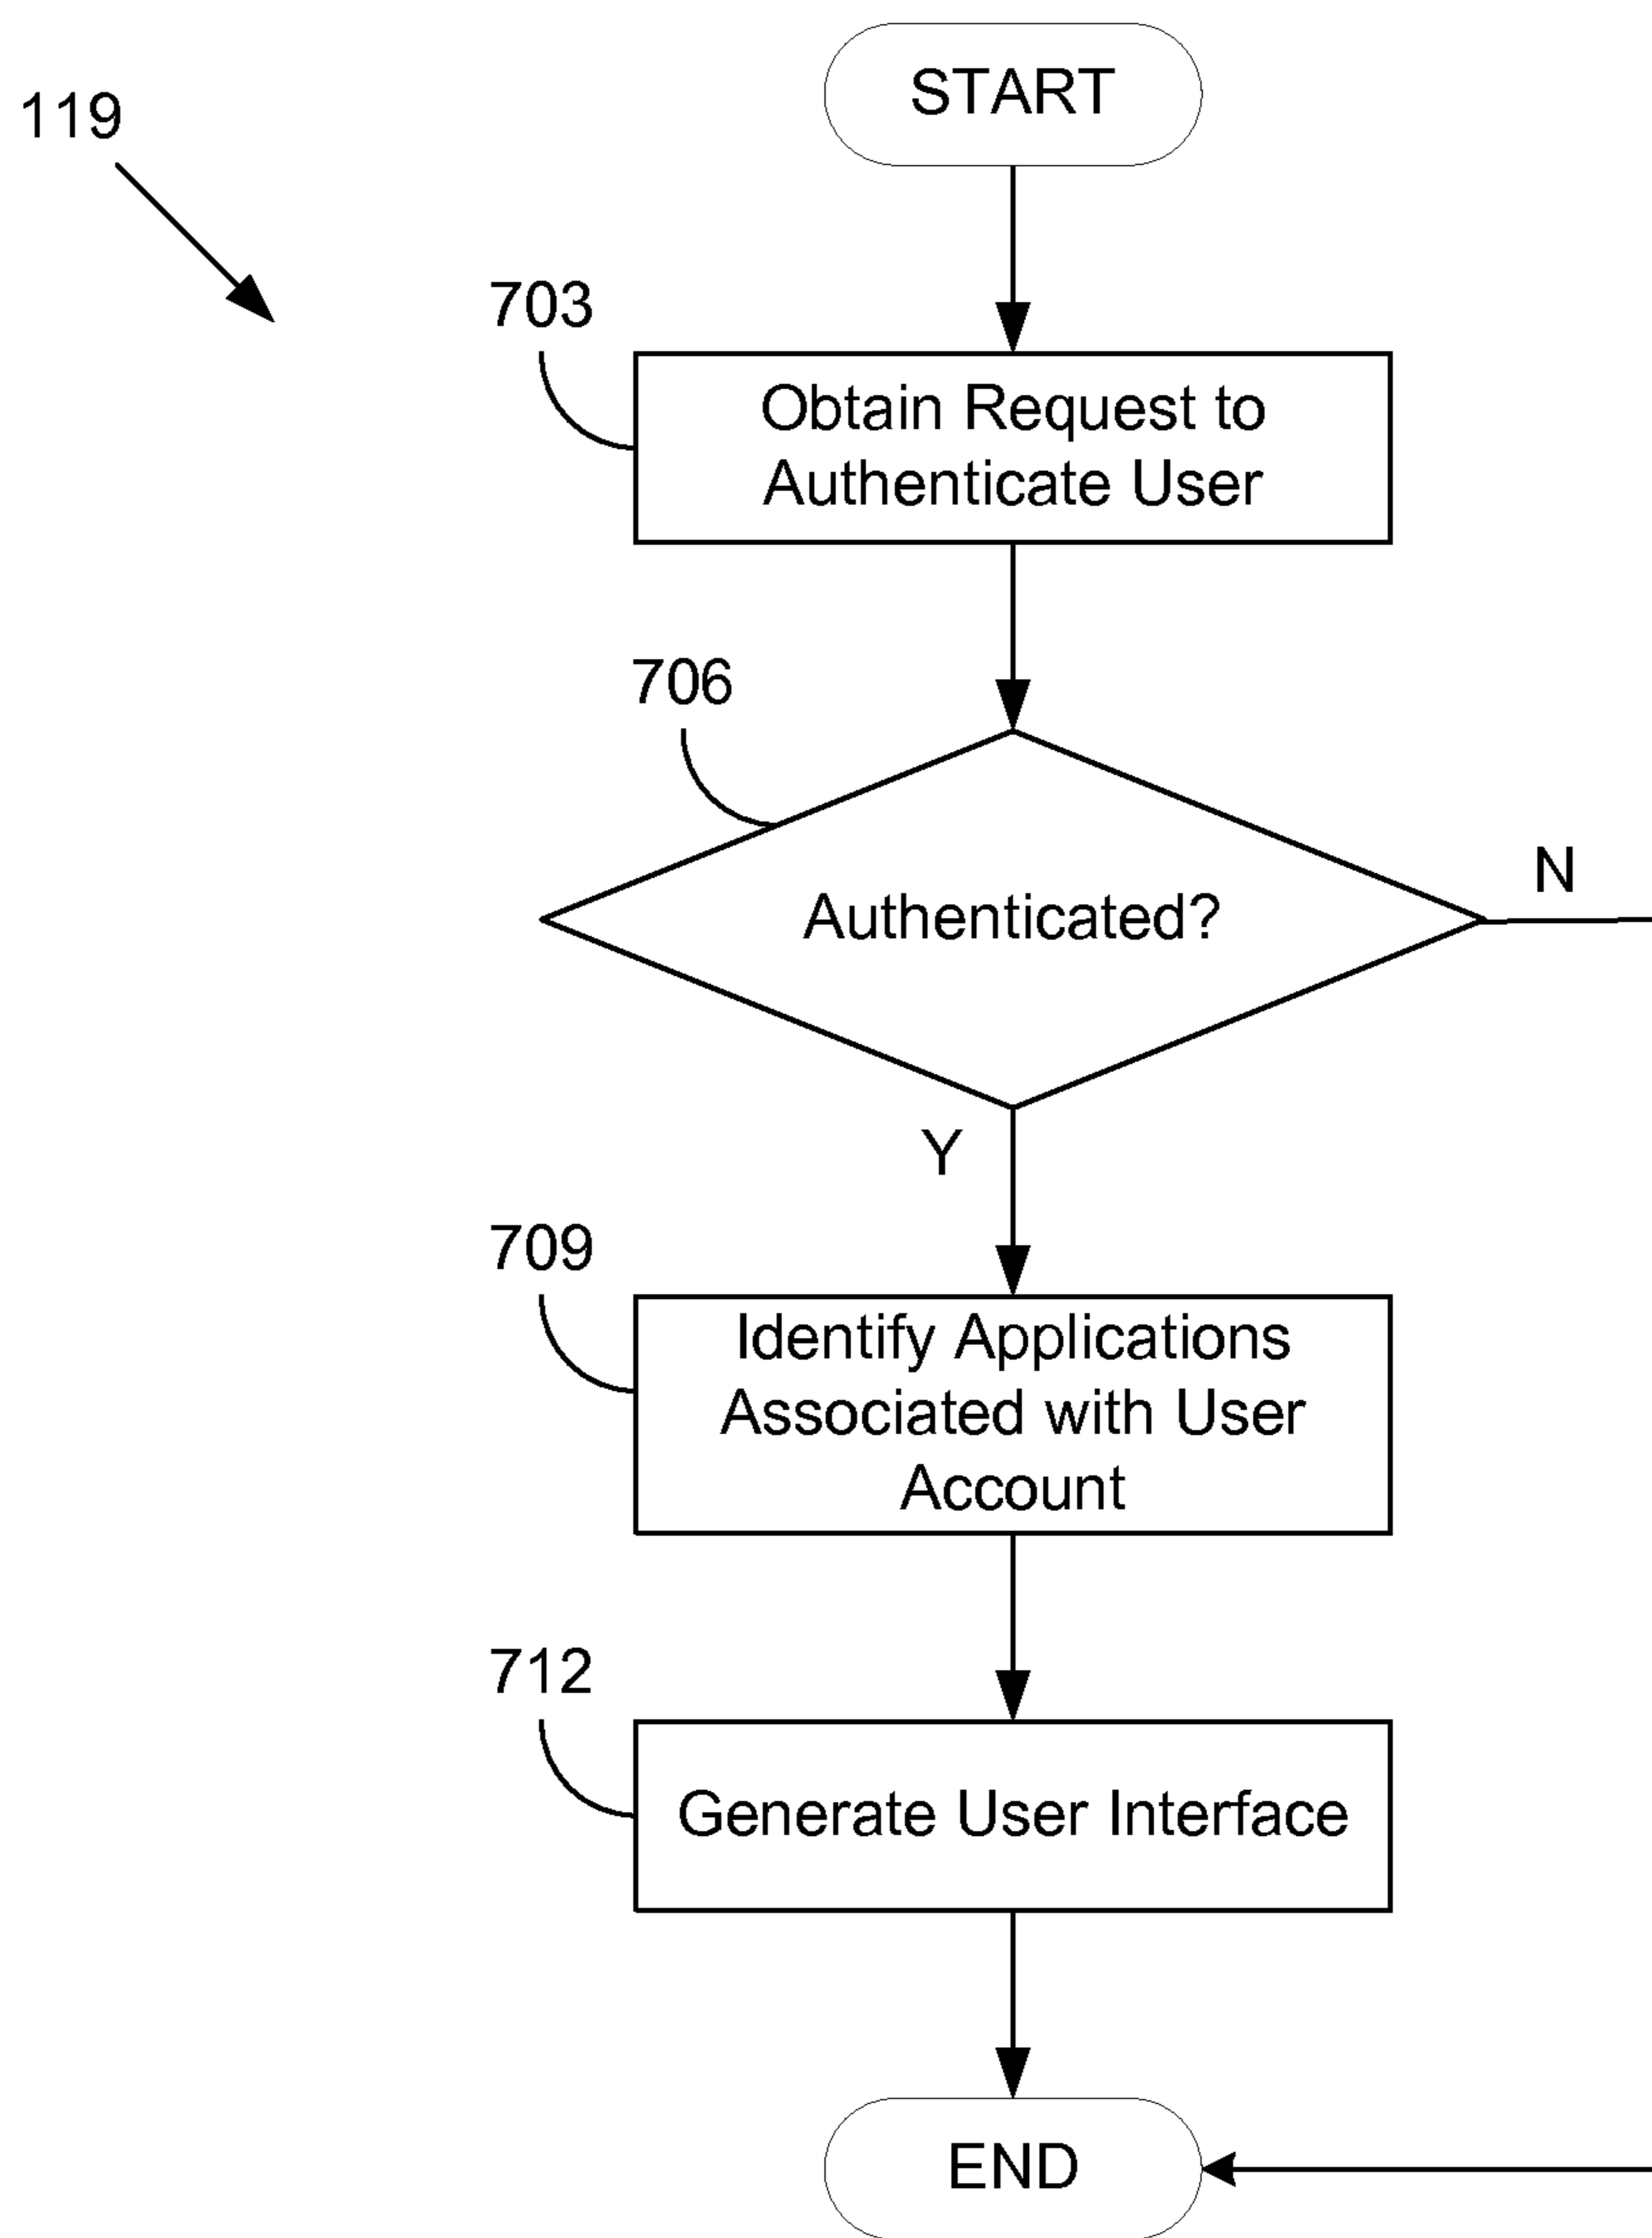 START
119
703
Obtain Request to
Authenticate User
706
Authenticated?
N
Y
709
Identify Applications
Associated with User
Account
712
Generate User Interface
END